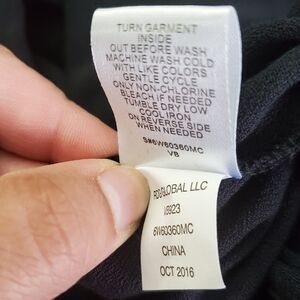 TURN GARMENT
INSIDE
OUT BEFORE WASH
MACHINE WASH COLD
WITH LIKE COLORS
GENTLE CYCLE
ONLY NON-CHLORINE
BLEACH IF NEEDED
TUMBLE DRY LOW
COOL IRON
ON REVERSE SIDE
WHEN NEEDED
S#6W60360MC
VB
GLOBAL LLC
6W60360MC
CHINA
OCT 2016